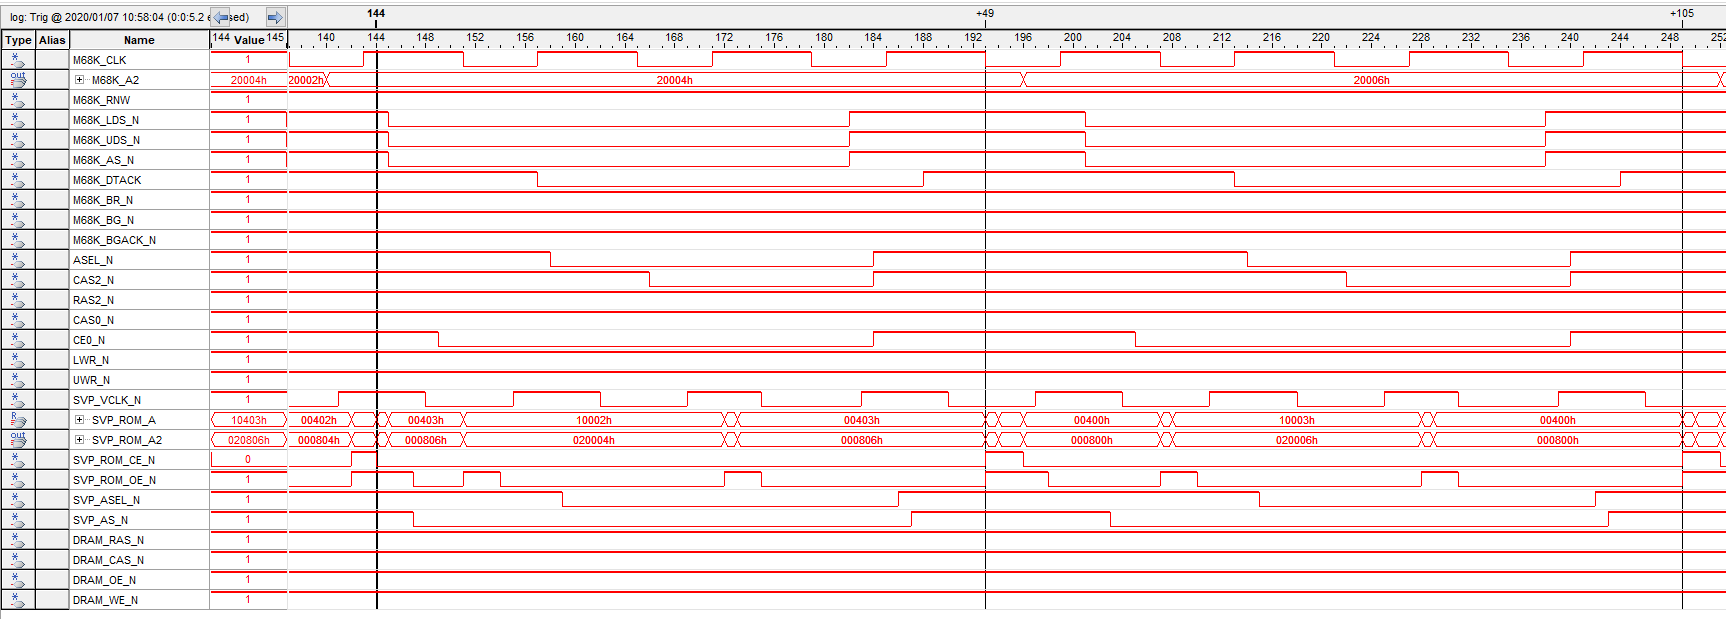 log: Trig @ 2020/01/07 10:58:04 (0:0:5.2 e sed) 144 +49 +105
Type Alias Name 144 Value 145 140 144 148 152 156 160 164 168 172 176 180 184 188 192 196 200 204 208 212 216 220 224 228 232 236 240 244 248 252
M68K_CLK 1
out M68K_A2 20004h 20002h 20004h 20006h
M68K_RNW 1
M68K_LDS_N 1
M68K_UDS_N 1
M68K_AS_N 1
M68K_DTACK 1
M68K_BR_N 1
M68K_BG_N 1
M68K_BGACK_N 1
ASEL_N 1
CAS2_N 1
RAS2_N 1
CAS0_N 1
CE0_N 1
LWR_N 1
UWR_N 1
SVP_VCLK_N 1
R SVP_ROM_A 10403h 00402h 00403h 10002h 00403h 00400h 10003h 00400h
out SVP_ROM_A2 020806h 000804h 000806h 020004h 000806h 000800h 020006h 000800h
SVP_ROM_CE_N 0
SVP_ROM_OE_N 1
SVP_ASEL_N 1
SVP_AS_N 1
DRAM_RAS_N 1
DRAM_CAS_N 1
DRAM_OE_N 1
DRAM_WE_N 1